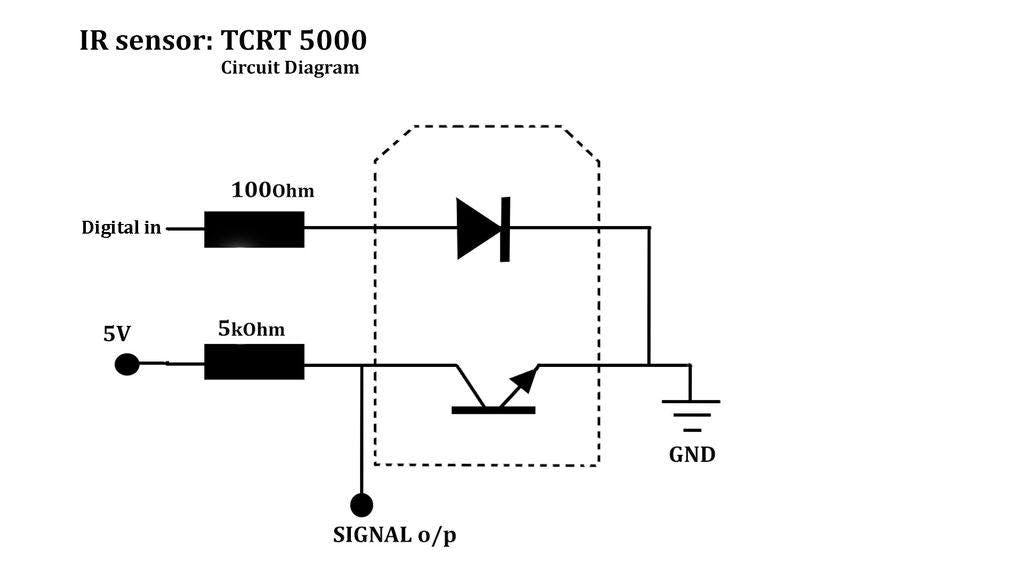 IR sensor: TCRT 5000
Circuit Diagram
100Ohm
Digital in
5V
5kOhm
GND
SIGNAL o/p